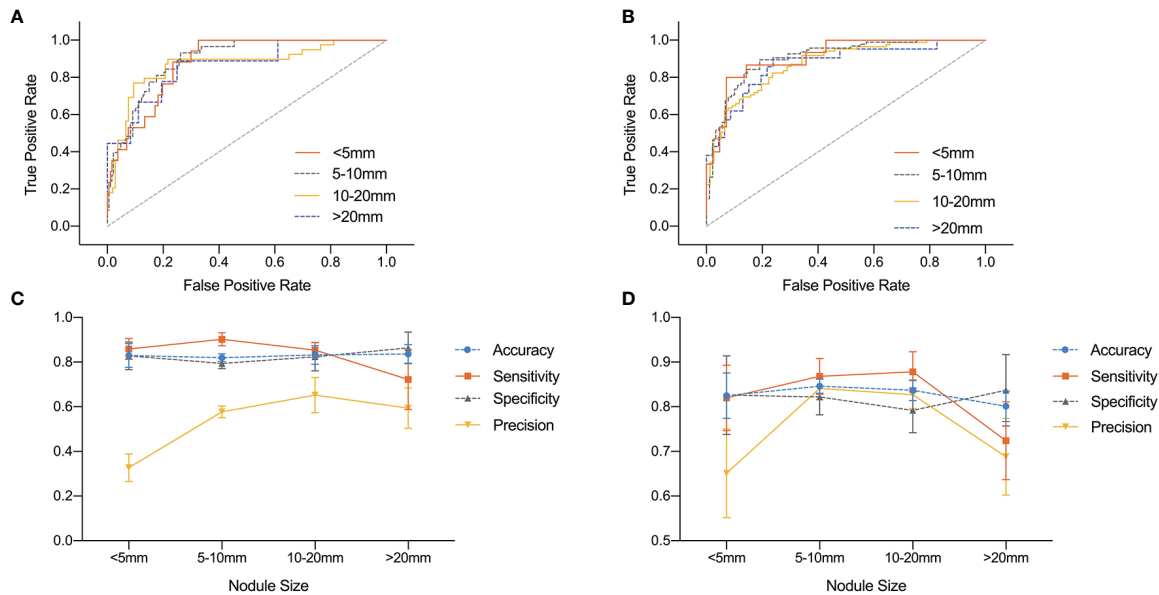 A
1.0
0.8
0.6
0.4
0.2
0.0
True Positive Rate
0.0 0.2 0.4 0.6 0.8 1.0
False Positive Rate
<5mm
5-10mm
10-20mm
>20mm
B
1.0
0.8
0.6
0.4
0.2
0.0
True Positive Rate
0.0 0.2 0.4 0.6 0.8 1.0
False Positive Rate
<5mm
5-10mm
10-20mm
>20mm
C
1.0
0.8
0.6
0.4
0.2
0.0
<5mm 5-10mm 10-20mm >20mm
Nodule Size
Accuracy
Sensitivity
Specificity
Precision
D
1.0
0.9
0.8
0.7
0.6
0.5
<5mm 5-10mm 10-20mm >20mm
Nodule Size
Accuracy
Sensitivity
Specificity
Precision